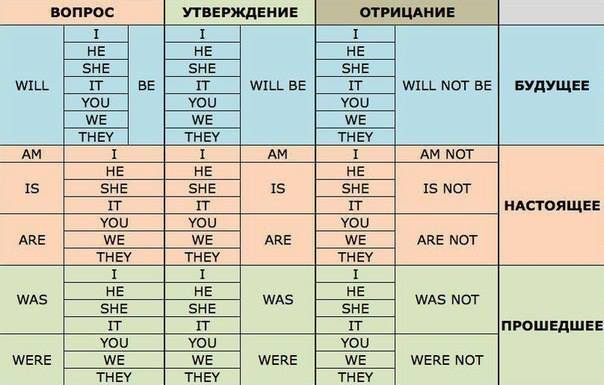 ВОПРОС УТВЕРЖДЕНИЕ ОТРИЦАНИЕ
I I I
HE HE HE
SHE SHE SHE
WILL IT BE IT WILL BE IT WILL NOT BE БУДУЩЕЕ
YOU YOU YOU
WE WE WE
THEY THEY THEY
AM I I AM I AM NOT
HE HE HE
IS SHE SHE IS SHE IS NOT
IT IT IT
НАСТОЯЩЕЕ
YOU YOU YOU
ARE WE WE ARE WE ARE NOT
THEY THEY THEY
I I I
HE HE HE
WAS WAS WAS NOT
SHE SHE SHE
IT IT IT
ПРОШЕДШЕЕ
YOU YOU YOU
WERE WE WE WERE WE WERE NOT
THEY THEY THEY